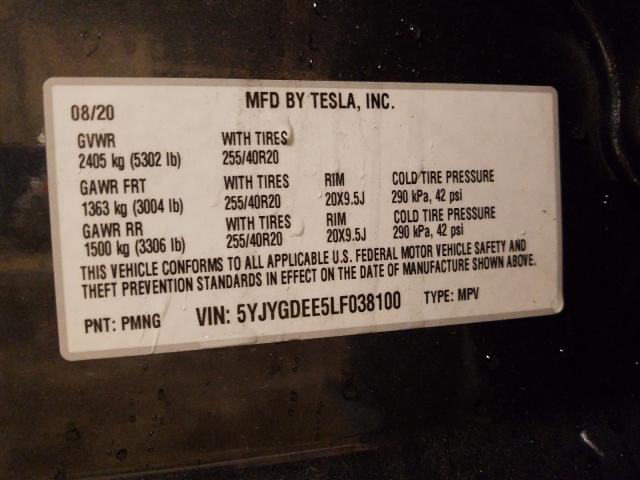 MFD BY TESLA, INC.
08/20
GVWR WITH TIRES
2405 kg (5302 lb) 255/40R20
GAWR FRT WITH TIRES RIM COLD TIRE PRESSURE
1363 kg (3004 lb) 255/40R20 20X9.5J 290 kPa, 42 psi
GAWR RR WITH TIRES RIM COLD TIRE PRESSURE
1500 kg (3306 lb) 255/40R20 20X9.5J 290 kPa, 42 psi
THIS VEHICLE CONFORMS TO ALL APPLICABLE U.S. FEDERAL MOTOR VEHICLE SAFETY AND
THEFT PREVENTION STANDARDS IN EFFECT ON THE DATE OF MANUFACTURE SHOWN ABOVE.
PNT: PMNG VIN: 5YJYGDEE5LF038100 TYPE: MPV